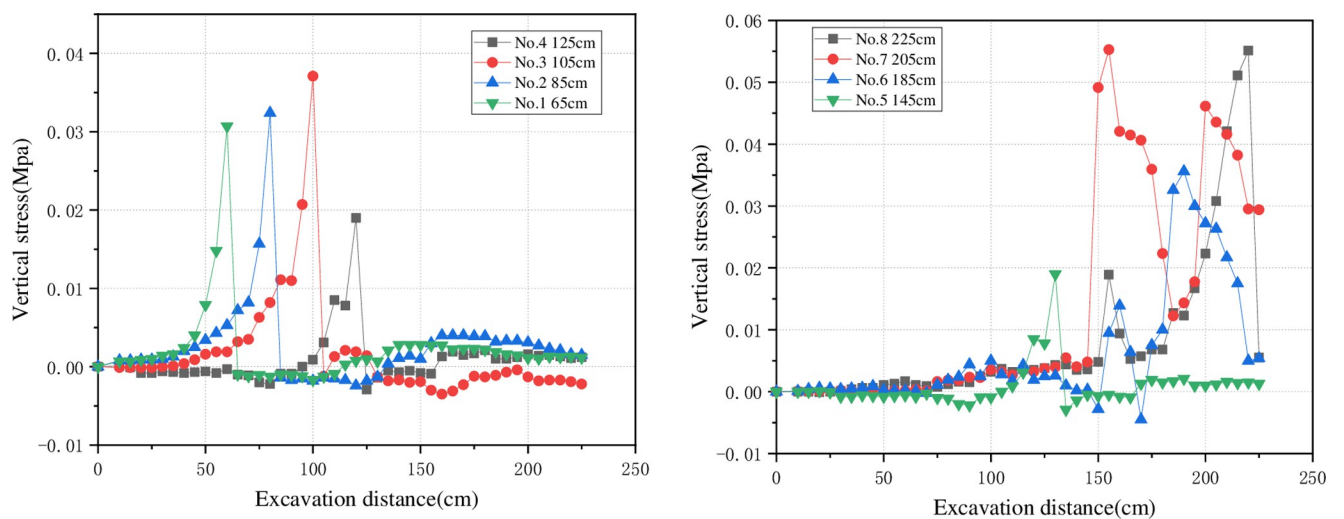 0.04
0.03
0.02
0.01
0.00
-0.01
Vertical stress(Mpa)
No.4 125cm
No.3 105cm
No.2 85cm
No.1 65cm
0 50 100 150 200 250
Excavation distance(cm)
0.06
0.05
0.04
0.03
0.02
0.01
0.00
-0.01
Vertical stress(Mpa)
No.8 225cm
No.7 205cm
No.6 185cm
No.5 145cm
0 50 100 150 200 250
Excavation distance(cm)